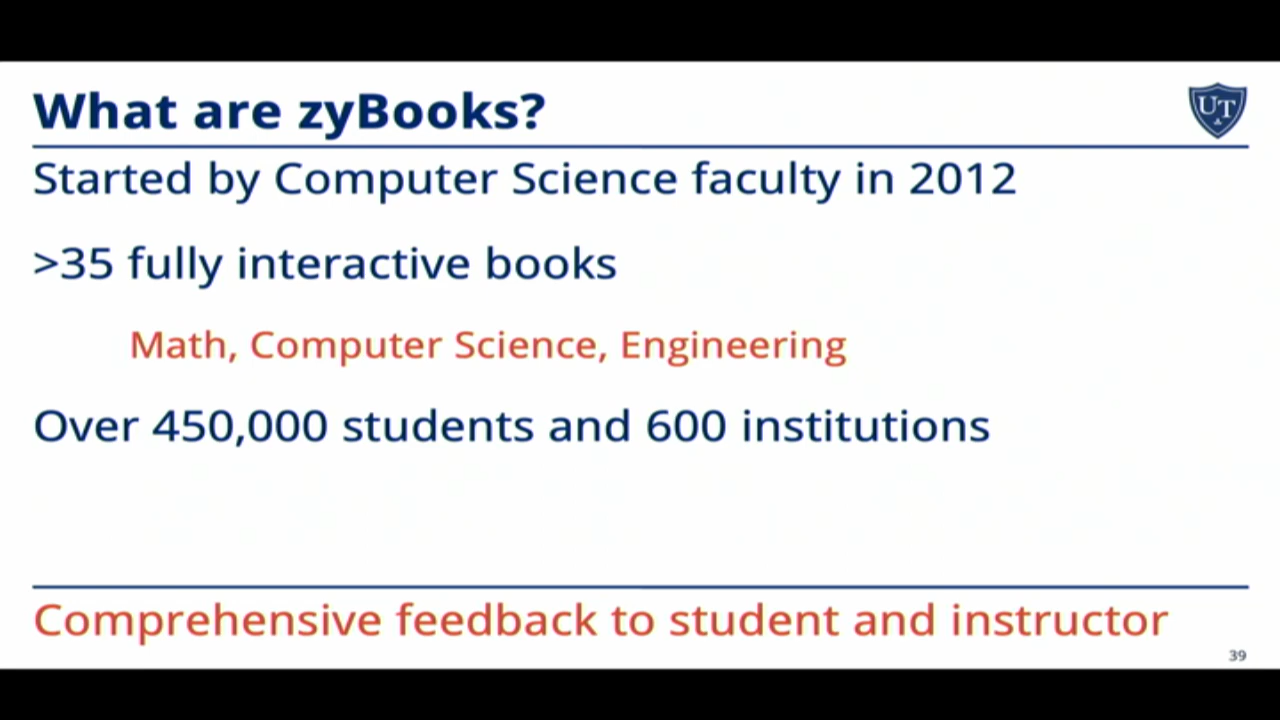 What are zyBooks?
UT
Started by Computer Science faculty in 2012
>35 fully interactive books
Math, Computer Science, Engineering
Over 450,000 students and 600 institutions
Comprehensive feedback to student and instructor
39